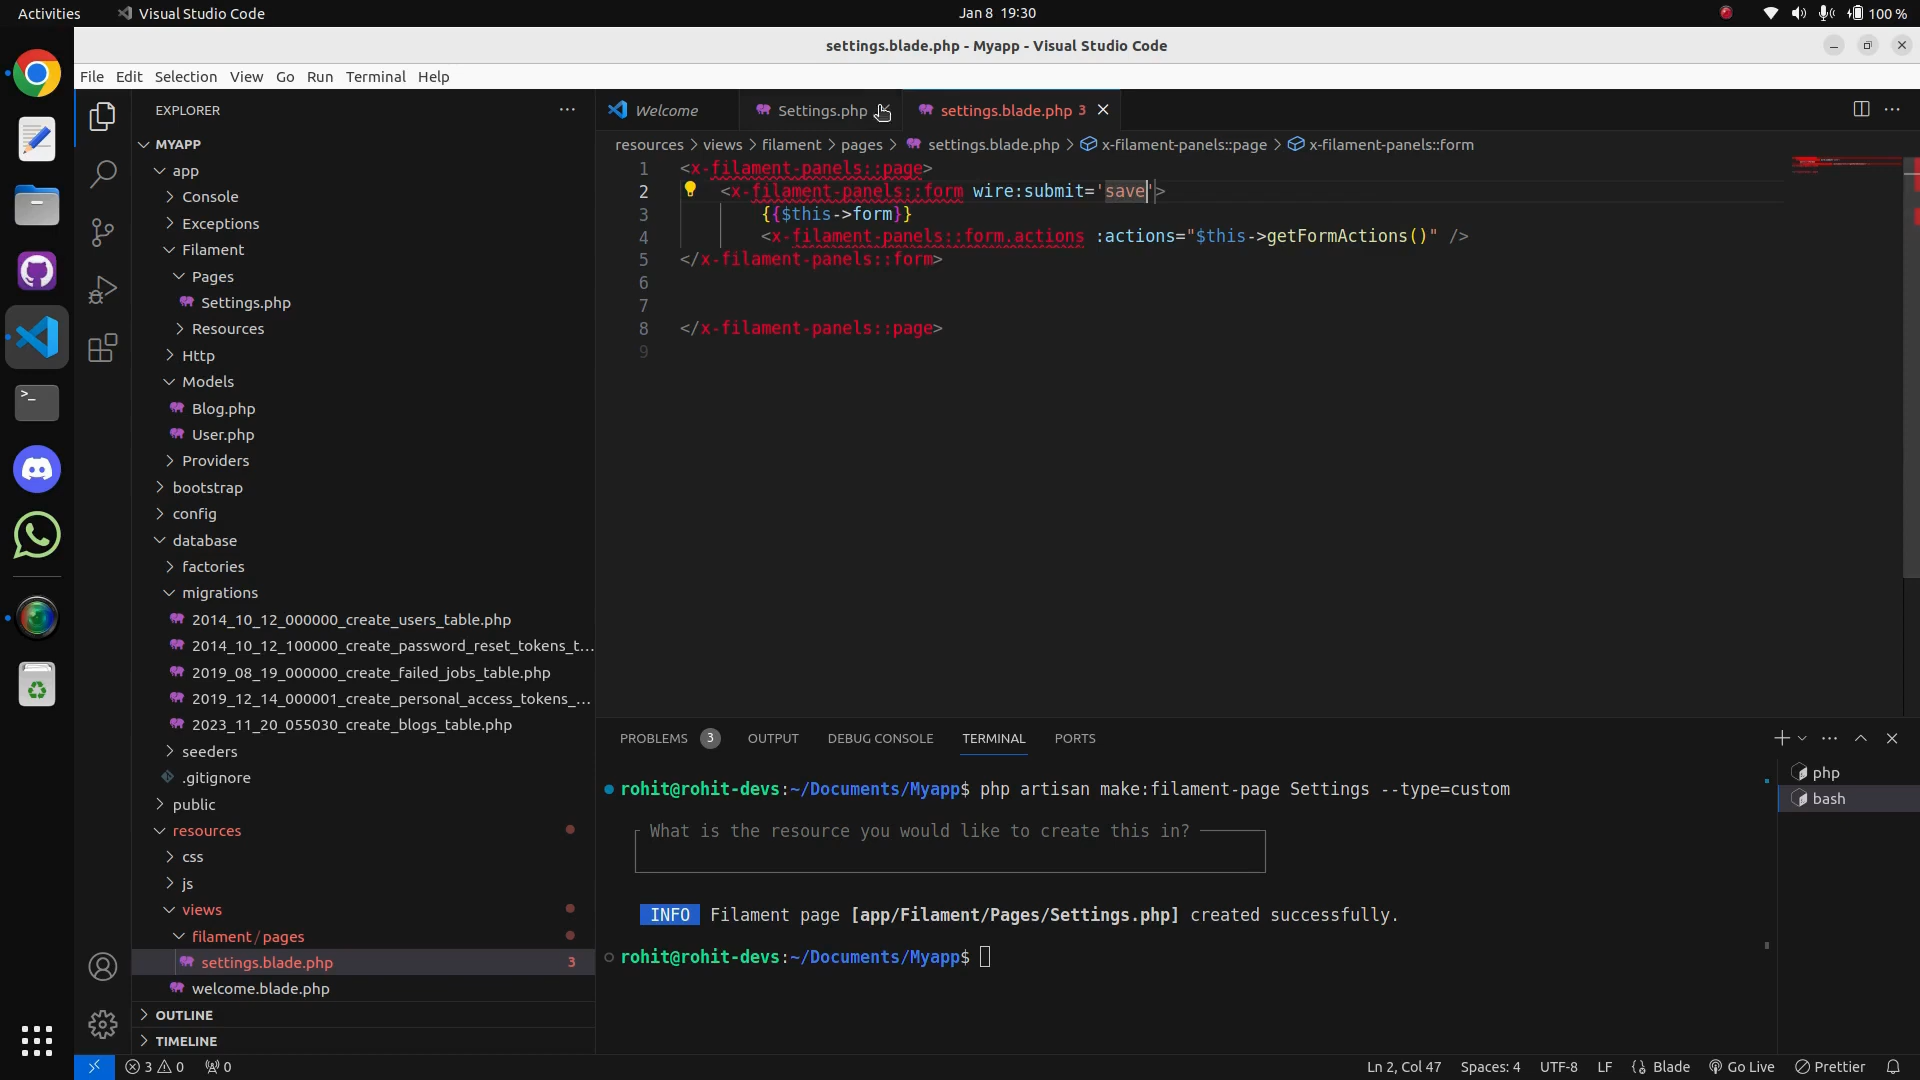 Activities Visual Studio Code Jan 8 19:30 100 %
settings.blade.php - Myapp - Visual Studio Code
File Edit Selection View Go Run Terminal Help
EXPLORER
MYAPP
app
Console
Exceptions
Filament
Pages
Settings.php
Resources
Http
Models
Blog.php
User.php
Providers
bootstrap
config
database
factories
migrations
2014_10_12_000000_create_users_table.php
2014_10_12_100000_create_password_reset_tokens_t...
2019_08_19_000000_create_failed_jobs_table.php
2019_12_14_000001_create_personal_access_tokens_...
2023_11_20_055030_create_blogs_table.php
seeders
.gitignore
public
resources
css
js
views
filament/pages
settings.blade.php 3
welcome.blade.php
OUTLINE
TIMELINE
Welcome Settings.php settings.blade.php 3
resources > views > filament > pages > settings.blade.php > x-filament-panels::page > x-filament-panels::form
1 <x-filament-panels::page>
2 <x-filament-panels::form wire:submit='save'>
3 {{$this->form}}
4 <x-filament-panels::form.actions :actions="$this->getFormActions()" />
5 </x-filament-panels::form>
6
7
8 </x-filament-panels::page>
9
PROBLEMS 3 OUTPUT DEBUG CONSOLE TERMINAL PORTS
rohit@rohit-devs:~/Documents/Myapp$ php artisan make:filament-page Settings --type=custom
What is the resource you would like to create this in?
INFO Filament page [app/Filament/Pages/Settings.php] created successfully.
rohit@rohit-devs:~/Documents/Myapp$
php
bash
3 0 0 Ln 2, Col 47 Spaces: 4 UTF-8 LF Blade Go Live Prettier